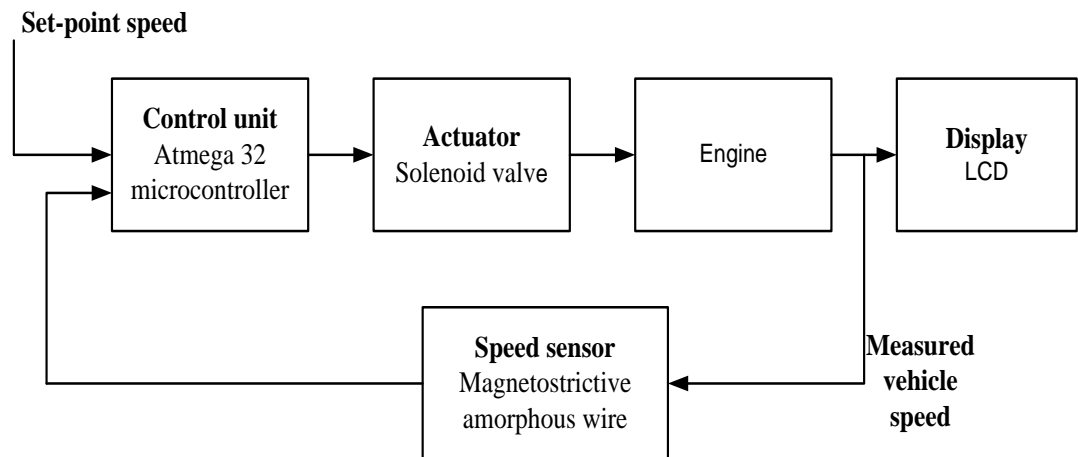 Set-point speed
Control unit
Atmega 32
microcontroller
Actuator
Solenoid valve
Engine
Display
LCD
Speed sensor
Magnetostrictive
amorphous wire
Measured
vehicle
speed